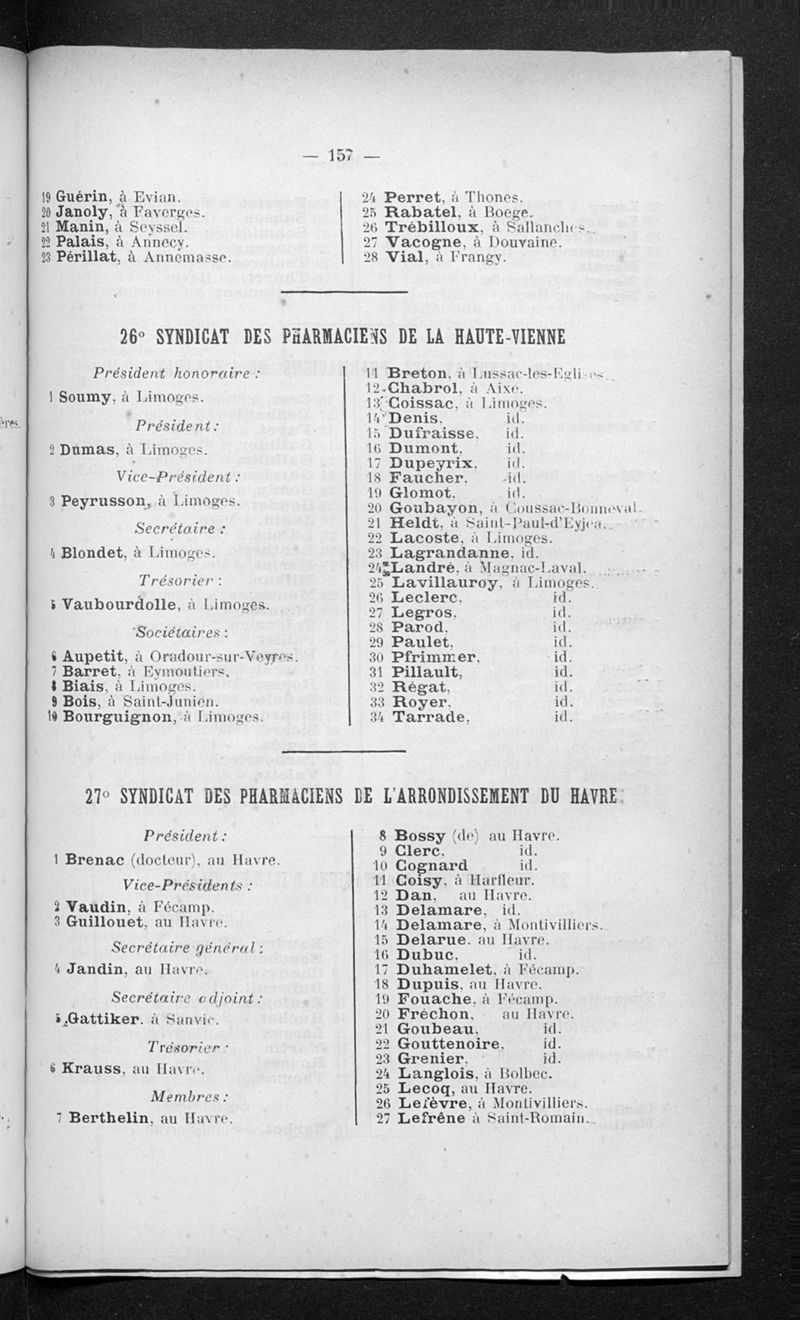 — 157 —
19 Guérin, à Evian.
20 Janoly, à Faverges.
21 Manin, à Seyssel.
22 Palais, à Annecy.
23 Périllat, à Annemasse.
24 Perret, à Thones.
25 Rabatel, à Boege.
26 Trébilloux, à Sallanches.
27 Vacogne, à Douvaine.
28 Vial, à Frangy.
26° SYNDICAT DES PHARMACIENS DE LA HAUTE-VIENNE
Président honoraire :
1 Soumy, à Limoges.
Président :
2 Dumas, à Limoges.
Vice-Président :
3 Peyrusson, à Limoges.
Secrétaire :
4 Blondet, à Limoges.
Trésorier :
5 Vaubourdolle, à Limoges.
Sociétaires :
6 Aupetit, à Oradour-sur-Veyres.
7 Barret, à Eymoutiers.
8 Biais, à Limoges.
9 Bois, à Saint-Junien.
10 Bourguignon, à Limoges.
11 Breton, à Lussac-les-Eglises.
12 Chabrol, à Aixe.
13 Coissac, à Limoges.
14 Denis, id.
15 Dufraisse, id.
16 Dumont, id.
17 Dupeyrix, id.
18 Faucher, id.
19 Glomot, id.
20 Goubayon, à Coussac-Bonneval.
21 Heldt, à Saint-Paul-d'Eyjea.
22 Lacoste, à Limoges.
23 Lagrandanne, id.
24 Landré, à Magnac-Laval.
25 Lavillauroy, à Limoges.
26 Leclerc, id.
27 Legros, id.
28 Parod, id.
29 Paulet, id.
30 Pfrimmer, id.
31 Pillault, id.
32 Régat, id.
33 Royer, id.
34 Tarrade, id.
27° SYNDICAT DES PHARMACIENS DE L'ARRONDISSEMENT DU HAVRE
Président :
1 Brenac (docteur), au Havre.
Vice-Présidents :
2 Vaudin, à Fécamp.
3 Guillouet, au Havre.
Secrétaire général :
4 Jandin, au Havre.
Secrétaire adjoint :
5 Gattiker, à Sanvic.
Trésorier :
6 Krauss, au Havre.
Membres :
7 Berthelin, au Havre.
8 Bossy (de) au Havre.
9 Clerc, id.
10 Cognard id.
11 Coisy, à Harfleur.
12 Dan, au Havre.
13 Delamare, id.
14 Delamare, à Montivilliers.
15 Delarue, au Havre.
16 Dubuc, id.
17 Duhamelet, à Fécamp.
18 Dupuis, au Havre.
19 Fouache, à Fécamp.
20 Fréchon, au Havre.
21 Goubeau, id.
22 Gouttenoire, id.
23 Grenier, id.
24 Langlois, à Bolbec.
25 Lecoq, au Havre.
26 Lefèvre, à Montivilliers.
27 Lefrêne à Saint-Romain.